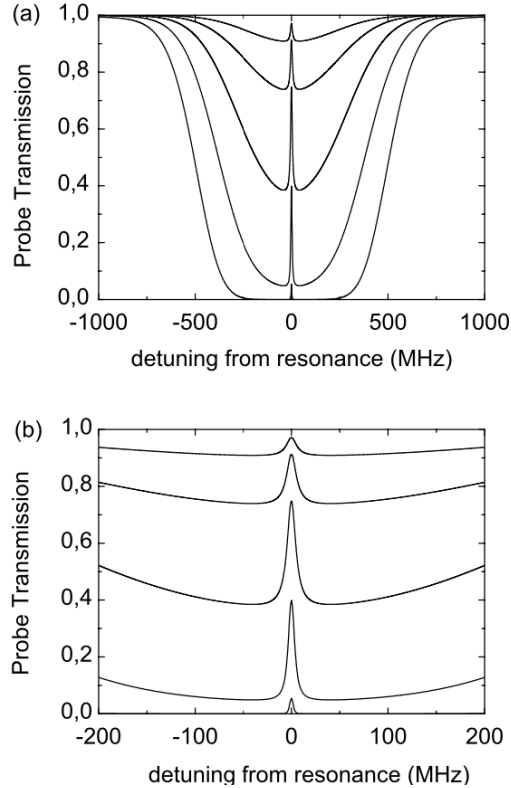 (a)
1,0
0,8
0,6
0,4
0,2
0,0
Probe Transmission
-1000 -500 0 500 1000
detuning from resonance (MHz)
(b)
1,0
0,8
0,6
0,4
0,2
0,0
Probe Transmission
-200 -100 0 100 200
detuning from resonance (MHz)